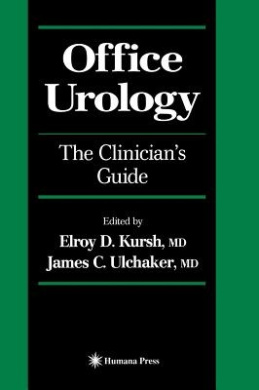 Office
Urology
The Clinician's
Guide
Edited by
Elroy D. Kursh, MD
James C. Ulchaker, MD
Humana Press